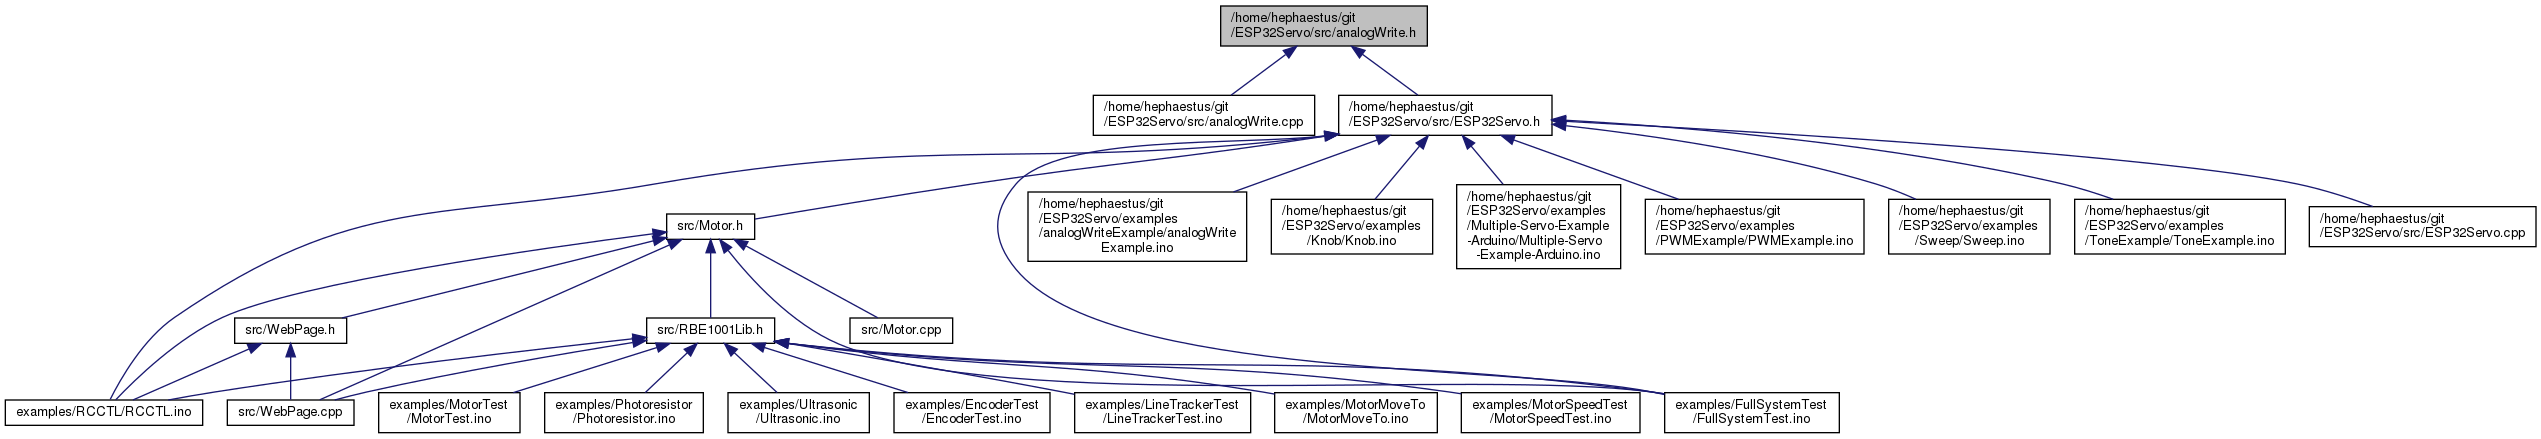 /home/hephaestus/git
/ESP32Servo/src/analogWrite.h
/home/hephaestus/git
/ESP32Servo/src/analogWrite.cpp
/home/hephaestus/git
/ESP32Servo/src/ESP32Servo.h
src/Motor.h
/home/hephaestus/git
/ESP32Servo/examples
/analogWriteExample/analogWrite
Example.ino
/home/hephaestus/git
/ESP32Servo/examples
/Knob/Knob.ino
/home/hephaestus/git
/ESP32Servo/examples
/Multiple-Servo-Example
-Arduino/Multiple-Servo
-Example-Arduino.ino
/home/hephaestus/git
/ESP32Servo/examples
/PWMExample/PWMExample.ino
/home/hephaestus/git
/ESP32Servo/examples
/Sweep/Sweep.ino
/home/hephaestus/git
/ESP32Servo/examples
/ToneExample/ToneExample.ino
/home/hephaestus/git
/ESP32Servo/src/ESP32Servo.cpp
src/WebPage.h
src/RBE1001Lib.h
src/Motor.cpp
examples/RCCTL/RCCTL.ino
src/WebPage.cpp
examples/MotorTest
/MotorTest.ino
examples/Photoresistor
/Photoresistor.ino
examples/Ultrasonic
/Ultrasonic.ino
examples/EncoderTest
/EncoderTest.ino
examples/LineTrackerTest
/LineTrackerTest.ino
examples/MotorMoveTo
/MotorMoveTo.ino
examples/MotorSpeedTest
/MotorSpeedTest.ino
examples/FullSystemTest
/FullSystemTest.ino